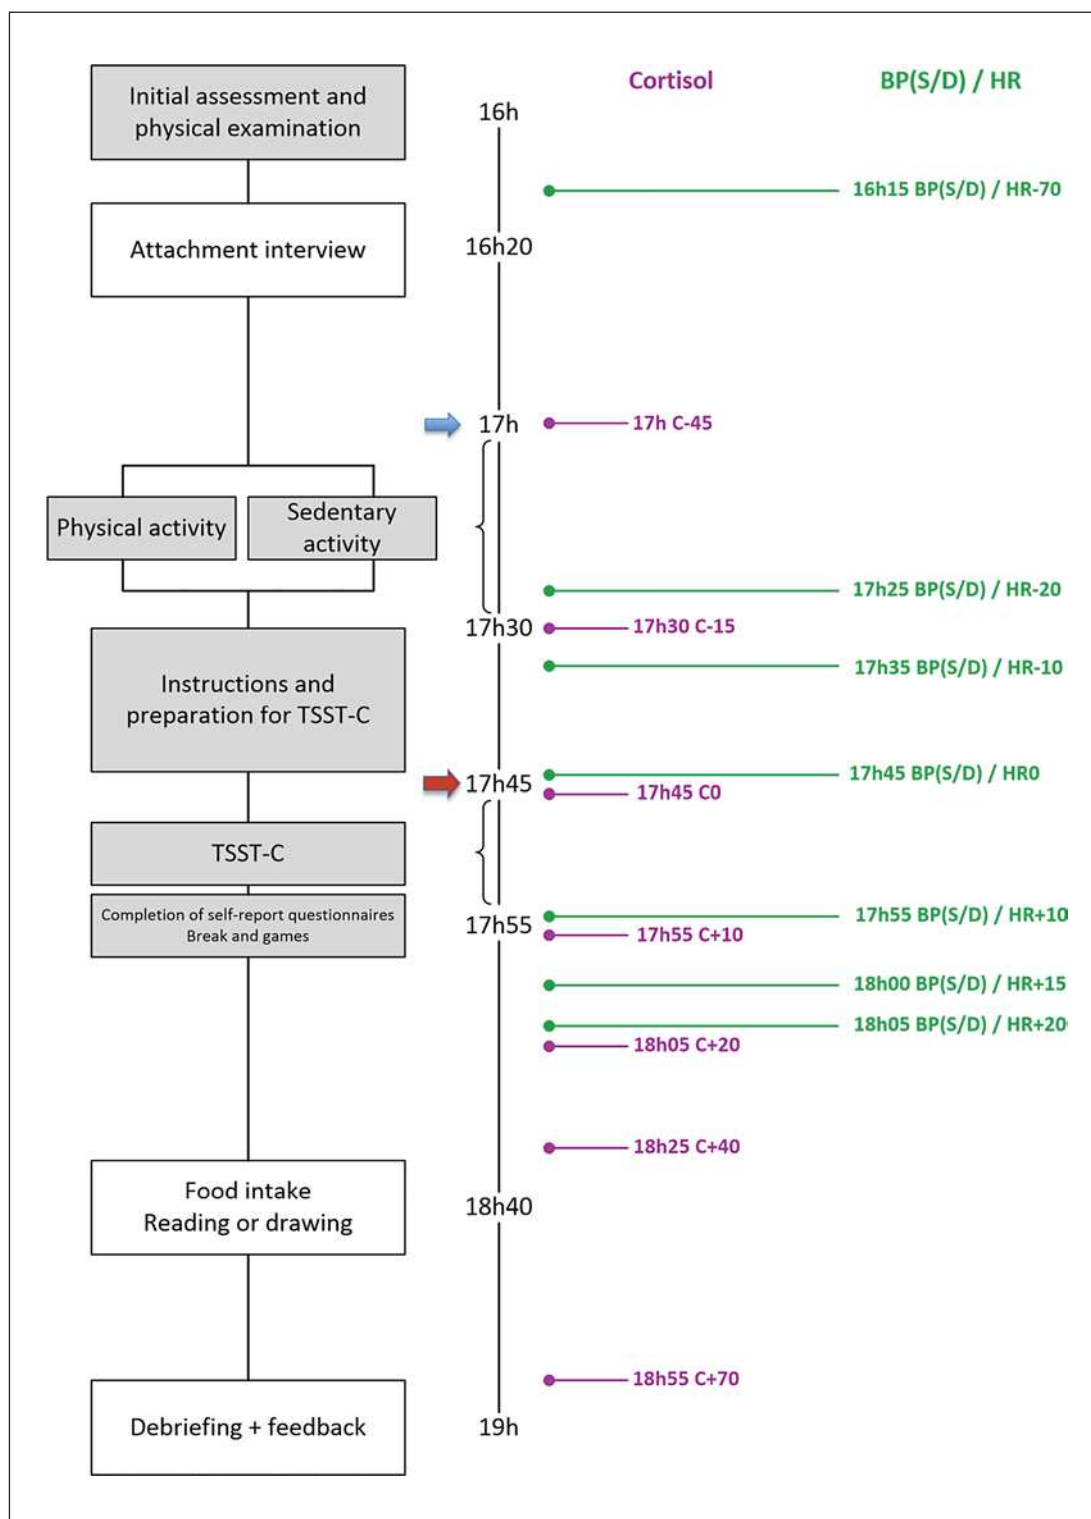 Cortisol
BP(S/D) / HR
Initial assessment and
physical examination
16h
16h15 BP(S/D) / HR-70
Attachment interview
16h20
17h
17h C-45
Physical activity
Sedentary
activity
17h25 BP(S/D) / HR-20
17h30
17h30 C-15
17h35 BP(S/D) / HR-10
Instructions and
preparation for TSST-C
17h45
17h45 BP(S/D) / HR0
17h45 C0
TSST-C
Completion of self-report questionnaires
Break and games
17h55
17h55 BP(S/D) / HR+10
17h55 C+10
18h00 BP(S/D) / HR+15
18h05 BP(S/D) / HR+20
18h05 C+20
18h25 C+40
Food intake
Reading or drawing
18h40
18h55 C+70
Debriefing + feedback
19h